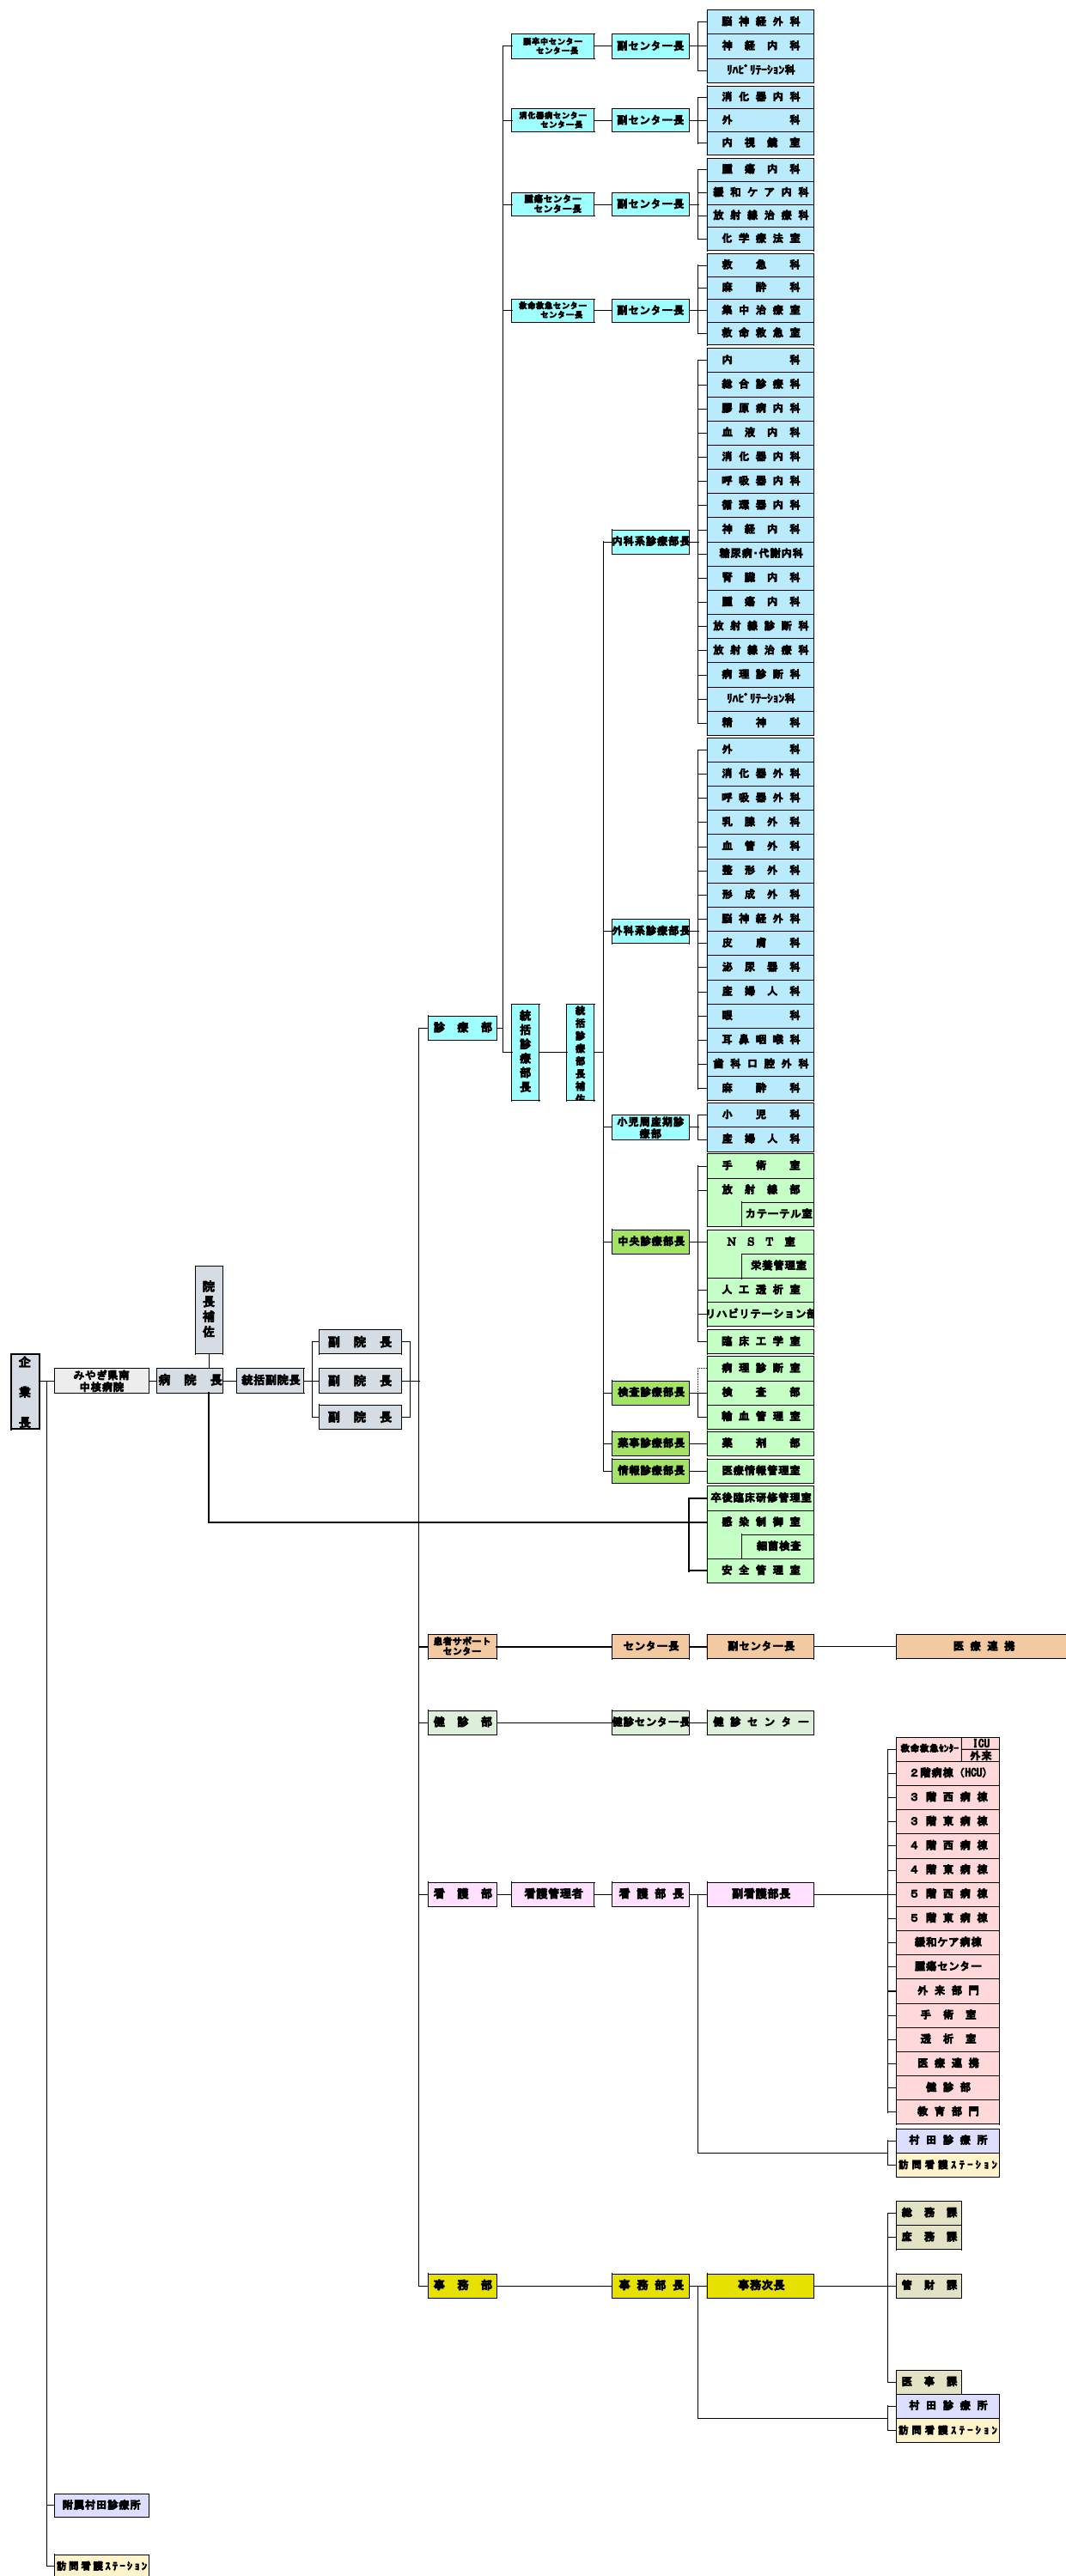 脳神経外科
脳卒中センター
センター長
副センター長
神経内科
ﾘﾊﾋﾞﾘﾃｰｼｮﾝ科
消化器内科
消化器病センター
センター長
副センター長
外科
内視鏡室
腫瘍内科
腫瘍センター
センター長
副センター長
緩和ケア内科
放射線治療科
化学療法室
救急科
麻酔科
救命救急センター
センター長
副センター長
集中治療室
救命救急室
内科
総合診療科
膠原病内科
血液内科
消化器内科
呼吸器内科
循環器内科
神経内科
内科系診療部長
糖尿病･代謝内科
腎臓内科
腫瘍内科
放射線診断科
放射線治療科
病理診断科
ﾘﾊﾋﾞﾘﾃｰｼｮﾝ科
精神科
外科
消化器外科
呼吸器外科
乳腺外科
血管外科
整形外科
形成外科
脳神経外科
外科系診療部長
皮膚科
泌尿器科
産婦人科
眼科
耳鼻咽喉科
歯科口腔外科
麻酔科
診療部
統括診療部長
統括診療部長補佐
小児周産期診
療部
小児科
産婦人科
手術室
放射線部
カテーテル室
中央診療部長
NST室
栄養管理室
人工透析室
リハビリテーション部
臨床工学室
院長補佐
企業長
みやぎ県南
中核病院
病院長
統括副院長
副院長
副院長
副院長
病理診断室
検査診療部長
検査部
輸血管理室
薬事診療部長
薬剤部
情報診療部長
医療情報管理室
卒後臨床研修管理室
感染制御室
細菌検査
安全管理室
患者サポート
センター
センター長
副センター長
医療連携
健診部
健診センター長
健診センター
救命救急ｾﾝﾀｰ
ICU
外来
2階病棟（HCU）
3階西病棟
3階東病棟
4階西病棟
4階東病棟
看護部
看護管理者
看護部長
副看護部長
5階西病棟
5階東病棟
緩和ケア病棟
腫瘍センター
外来部門
手術室
透析室
医療連携
健診部
教育部門
村田診療所
訪問看護ｽﾃｰｼｮﾝ
総務課
庶務課
事務部
事務部長
事務次長
管財課
医事課
村田診療所
訪問看護ｽﾃｰｼｮﾝ
附属村田診療所
訪問看護ｽﾃｰｼｮﾝ